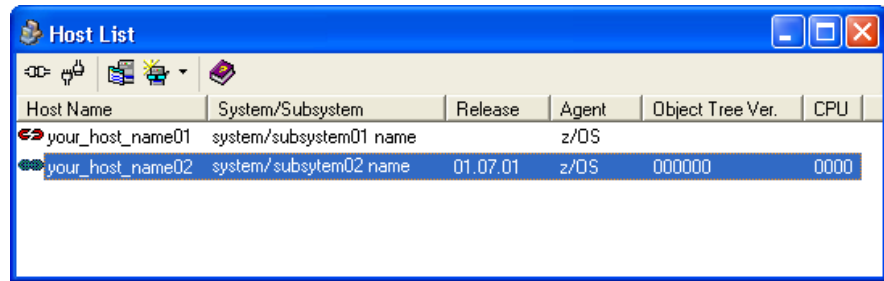 Host List
Host Name System/Subsystem Release Agent Object Tree Ver. CPU
your_host_name01 system/subsystem01 name z/OS
your_host_name02 system/subsytem02 name 01.07.01 z/OS 000000 0000